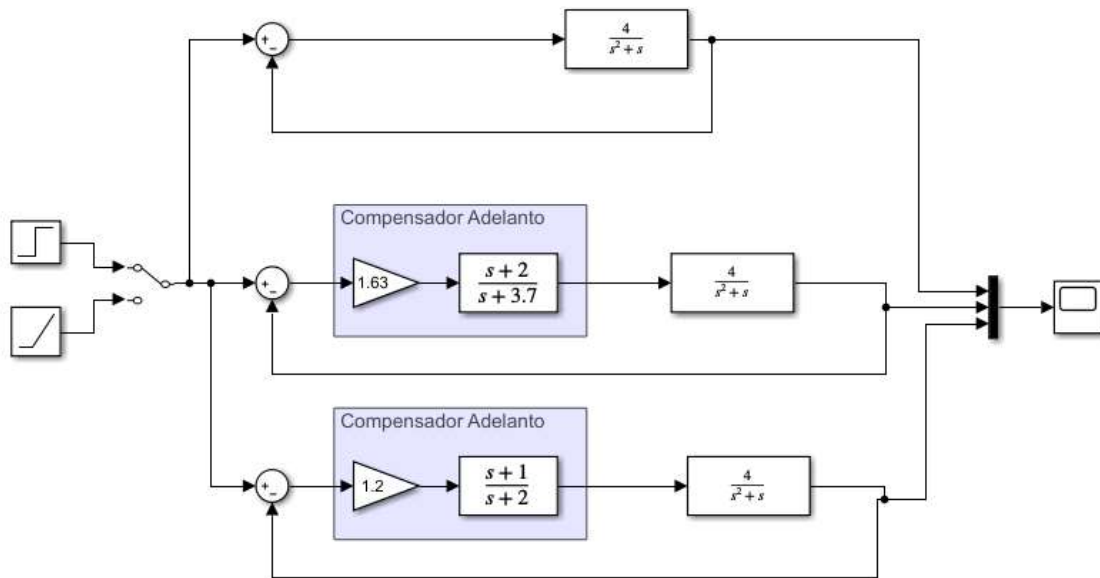 +
−
4
s² + s
Compensador Adelanto
1.63
s + 2
s + 3.7
4
s² + s
+
−
Compensador Adelanto
1.2
s + 1
s + 2
4
s² + s
+
−